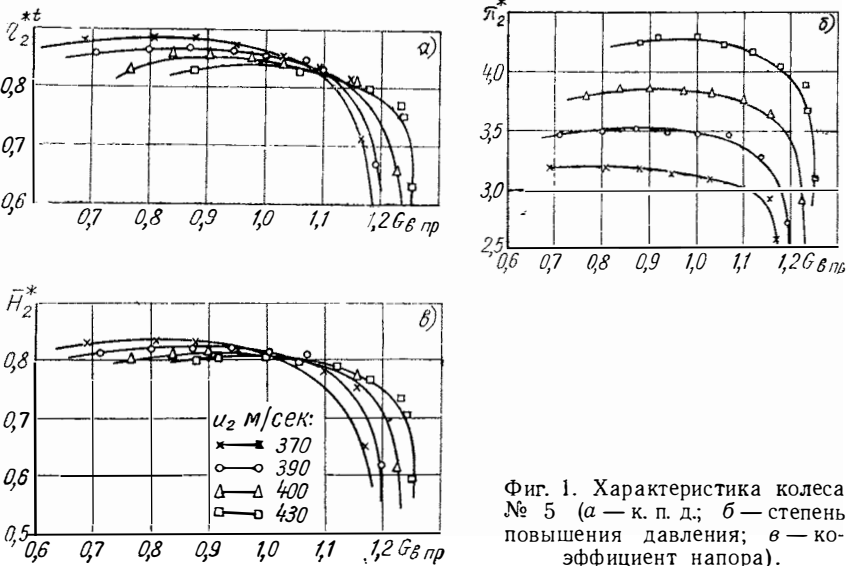 η₂*ᵗ
а)
0,8
0,7
0,6
0,7 0,8 0,9 1,0 1,1 1,2 Gв пр
π₂*
б)
4,0
3,5
3,0
2,5
0,6 0,7 0,8 0,9 1,0 1,1 1,2 Gв пр
H̄₂*
в)
0,8
0,7
0,6
0,5
u₂ м/сек:
370
390
400
430
0,6 0,7 0,8 0,9 1,0 1,1 1,2 Gв пр
Фиг. 1. Характеристика колеса
№ 5 (а — к. п. д.; б — степень
повышения давления; в — ко-
эффициент напора).